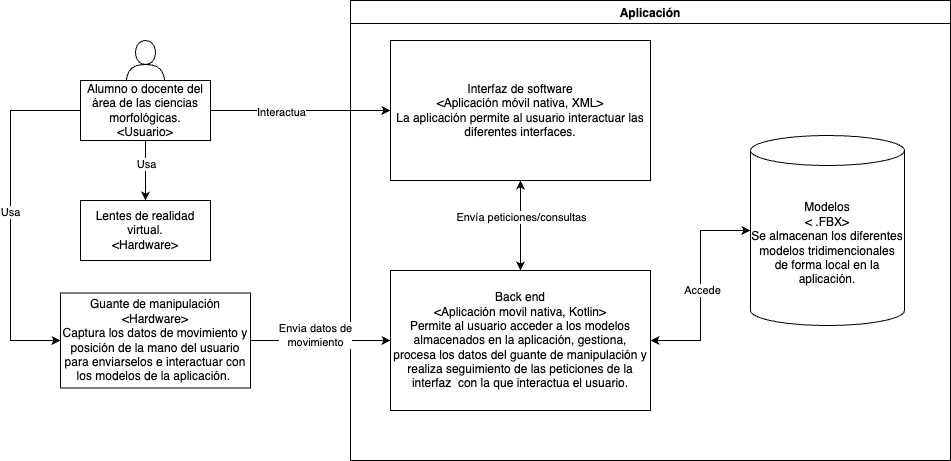 Aplicación
Alumno o docente del
área de las ciencias
morfológicas.
<Usuario>
Interactua
Interfaz de software
<Aplicación móvil nativa, XML>
La aplicación permite al usuario interactuar las
diferentes interfaces.
Usa
Usa
Lentes de realidad
virtual.
<Hardware>
Envía peticiones/consultas
Modelos
< .FBX>
Se almacenan los diferentes
modelos tridimencionales
de forma local en la
aplicación.
Accede
Guante de manipulación
<Hardware>
Captura los datos de movimiento y
posición de la mano del usuario
para enviarselos e interactuar con
los modelos de la aplicación.
Envía datos de
movimiento
Back end
<Aplicación movil nativa, Kotlin>
Permite al usuario acceder a los modelos
almacenados en la aplicación, gestiona,
procesa los datos del guante de manipulación y
realiza seguimiento de las peticiones de la
interfaz con la que interactua el usuario.